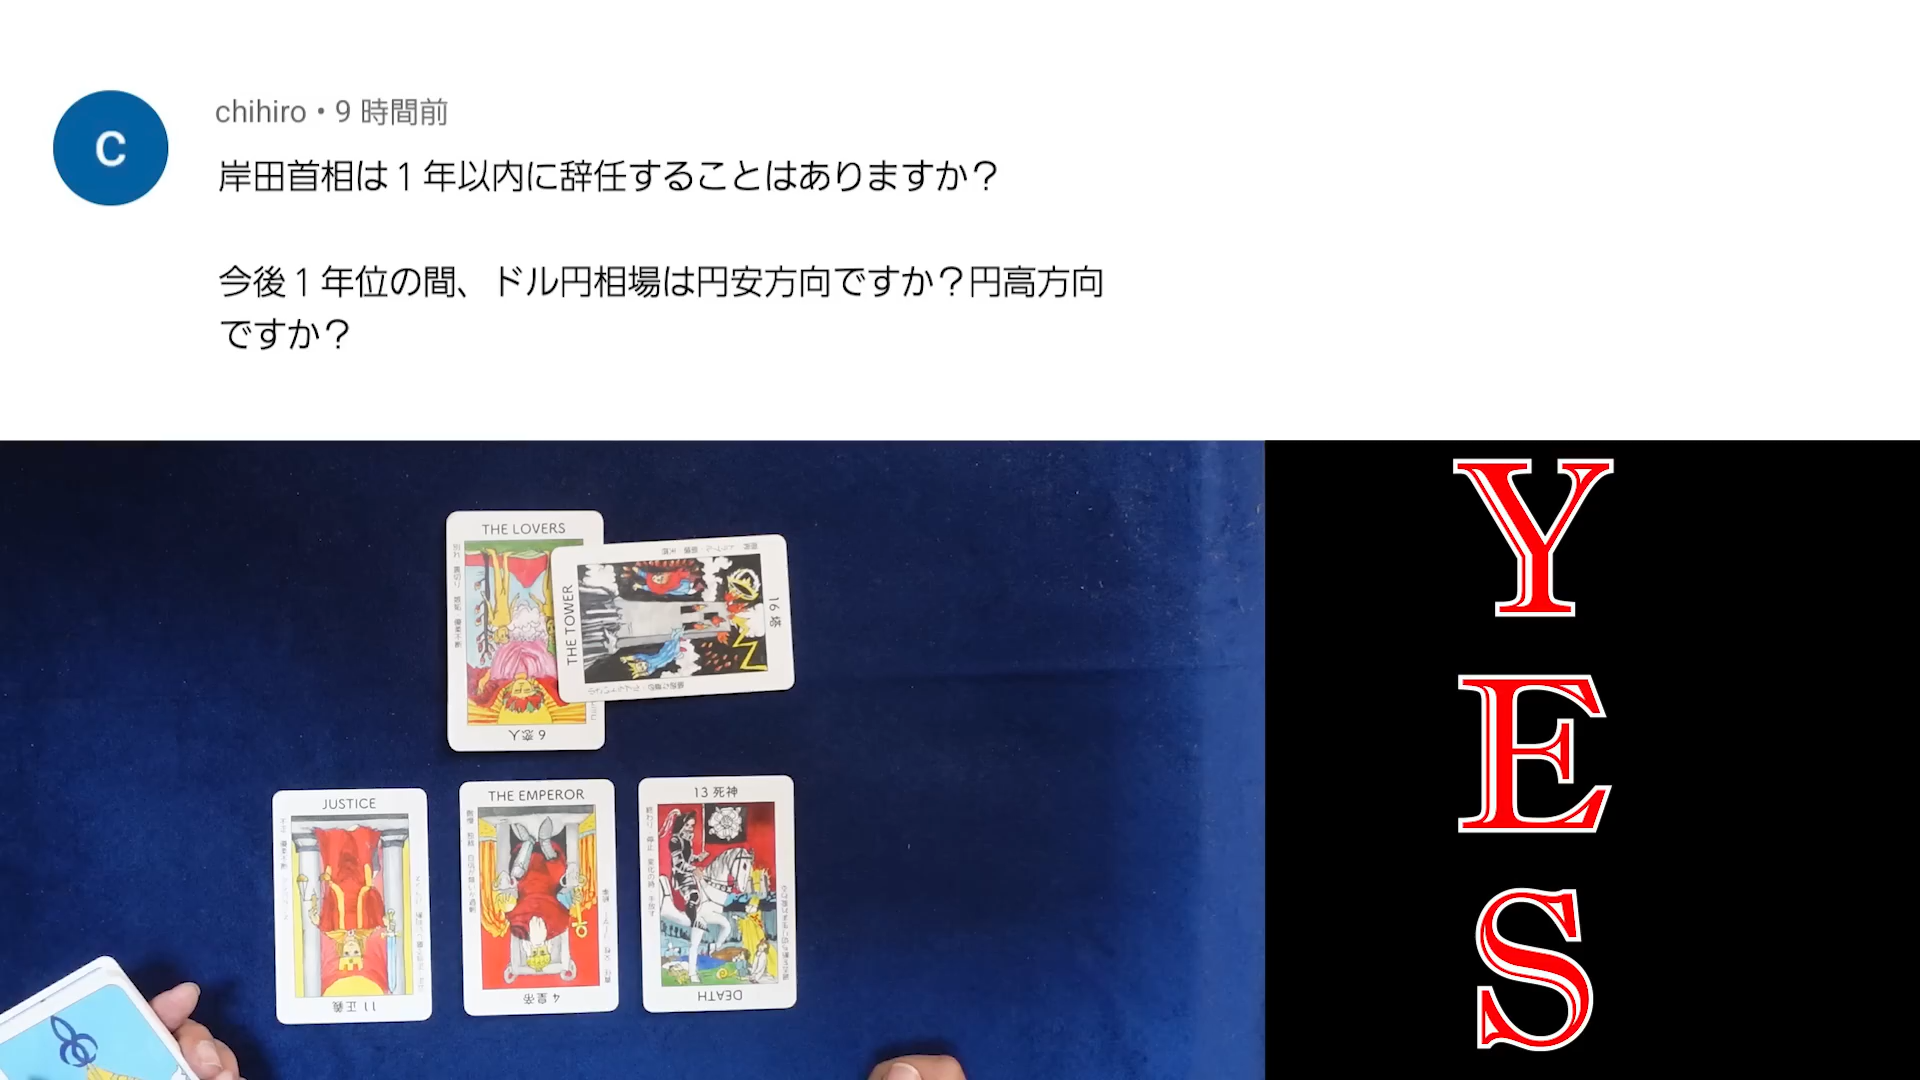 C
chihiro • 9 時間前
岸田首相は１年以内に辞任することはありますか？
今後１年位の間、ドル円相場は円安方向ですか？円高方向
ですか？
THE LOVERS
6 恋人
THE TOWER
16 塔
JUSTICE
11 正義
THE EMPEROR
4 皇帝
13 死神
DEATH
YES